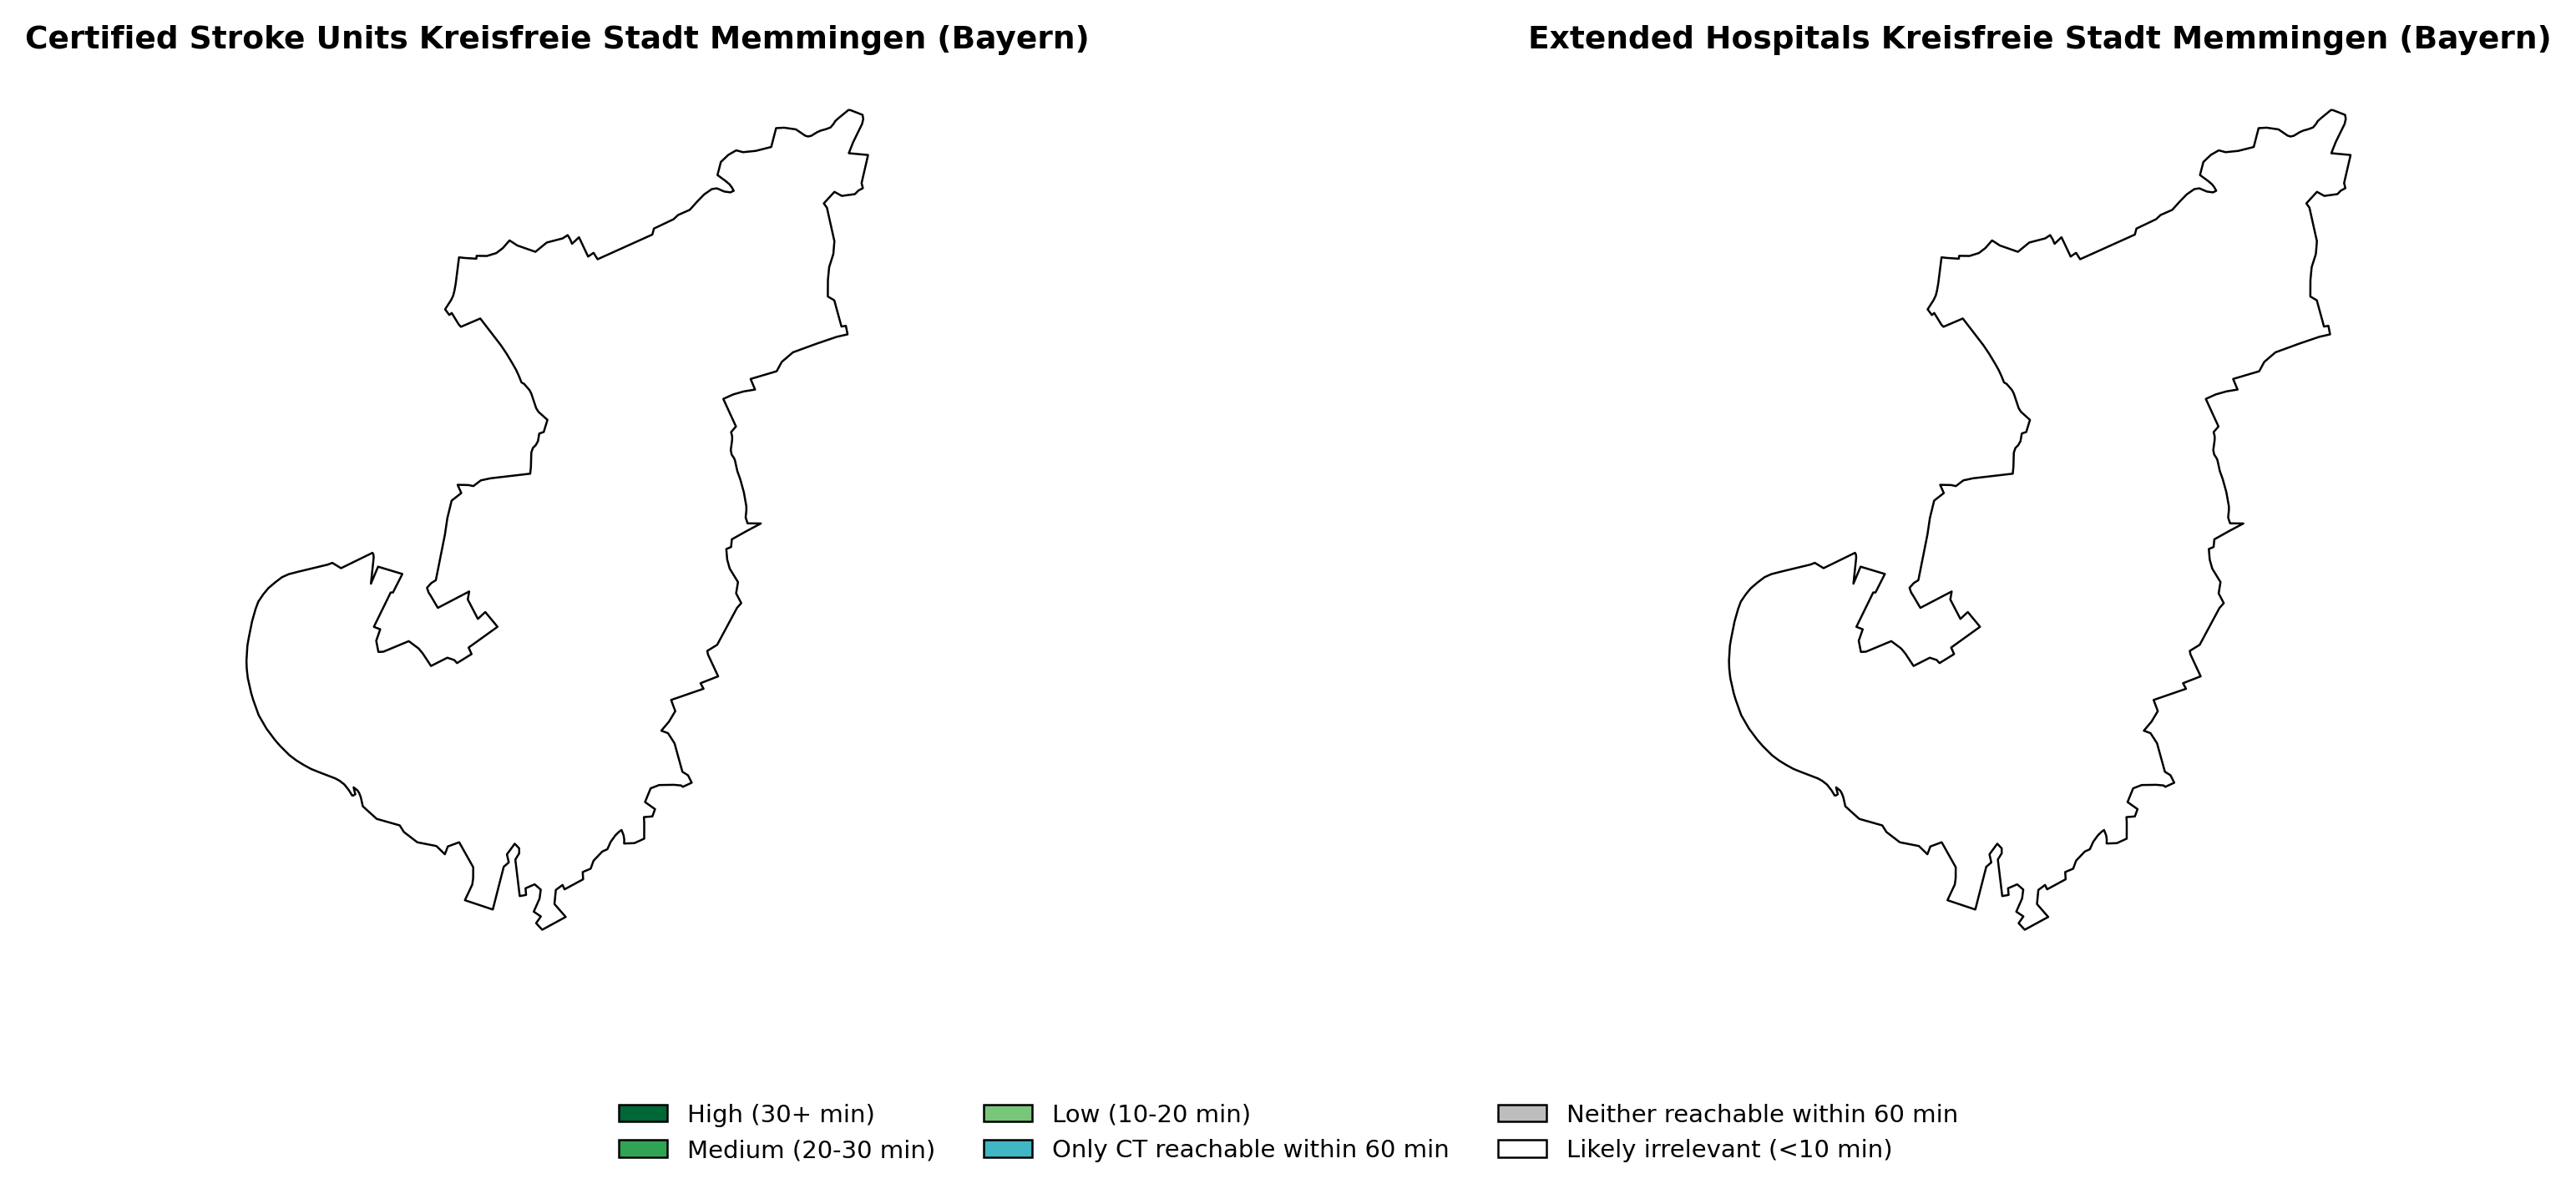 Certified Stroke Units Kreisfreie Stadt Memmingen (Bayern)
Extended Hospitals Kreisfreie Stadt Memmingen (Bayern)
High (30+ min)
Medium (20-30 min)
Low (10-20 min)
Only CT reachable within 60 min
Neither reachable within 60 min
Likely irrelevant (<10 min)